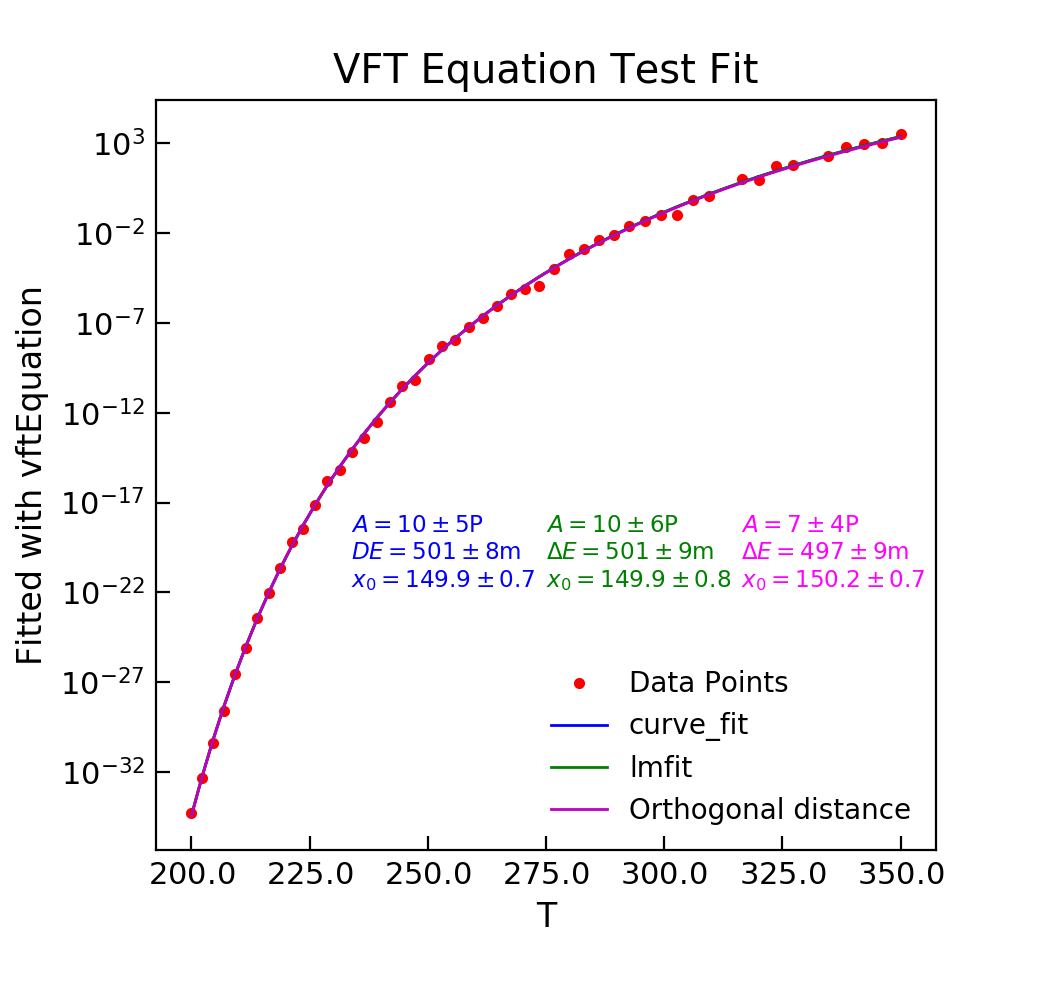 VFT Equation Test Fit
Fitted with vftEquation
10³
10⁻²
10⁻⁷
10⁻¹²
10⁻¹⁷
10⁻²²
10⁻²⁷
10⁻³²
A = 10 ± 5P
DE = 501 ± 8m
x₀ = 149.9 ± 0.7
A = 10 ± 6P
ΔE = 501 ± 9m
x₀ = 149.9 ± 0.8
A = 7 ± 4P
ΔE = 497 ± 9m
x₀ = 150.2 ± 0.7
Data Points
curve_fit
lmfit
Orthogonal distance
200.0 225.0 250.0 275.0 300.0 325.0 350.0
T